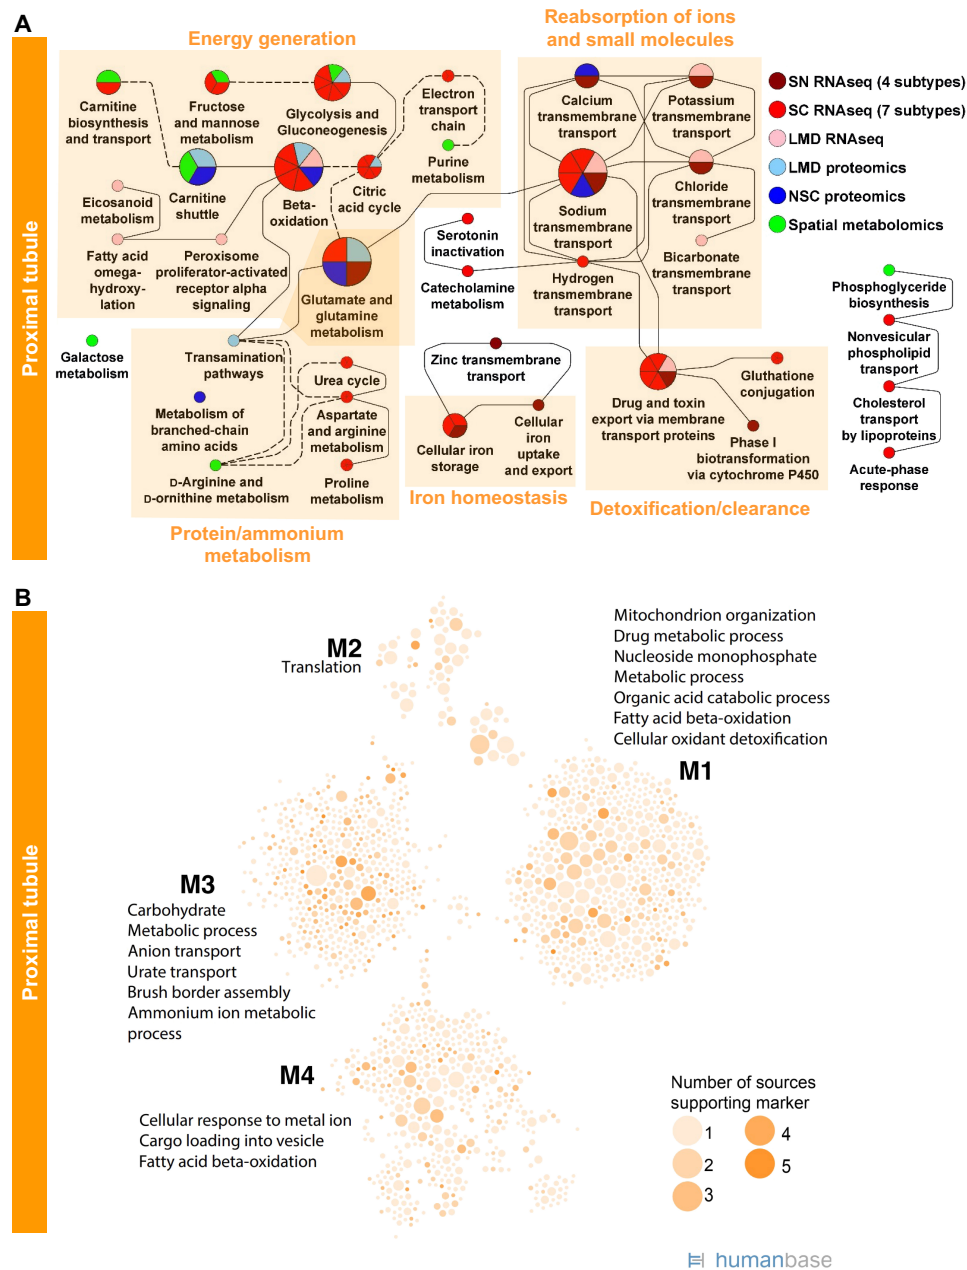 A
Proximal tubule
Energy generation
Carnitine
biosynthesis
and transport
Fructose
and mannose
metabolism
Glycolysis and
Gluconeogenesis
Electron
transport
chain
Purine
metabolism
Eicosanoid
metabolism
Carnitine
shuttle
Beta-
oxidation
Citric
acid cycle
Fatty acid
omega-
hydroxy-
lation
Peroxisome
proliferator-activated
receptor alpha
signaling
Glutamate and
glutamine
metabolism
Reabsorption of ions
and small molecules
Calcium
transmembrane
transport
Potassium
transmembrane
transport
Sodium
transmembrane
transport
Chloride
transmembrane
transport
Hydrogen
transmembrane
transport
Bicarbonate
transmembrane
transport
Serotonin
inactivation
Catecholamine
metabolism
SN RNAseq (4 subtypes)
SC RNAseq (7 subtypes)
LMD RNAseq
LMD proteomics
NSC proteomics
Spatial metabolomics
Phosphoglyceride
biosynthesis
Nonvesicular
phospholipid
transport
Cholesterol
transport
by lipoproteins
Acute-phase
response
Galactose
metabolism
Transamination
pathways
Urea cycle
Metabolism of
branched-chain
amino acids
Aspartate
and arginine
metabolism
D-Arginine and
D-ornithine metabolism
Proline
metabolism
Protein/ammonium
metabolism
Zinc transmembrane
transport
Cellular iron
storage
Cellular
iron
uptake
and export
Iron homeostasis
Drug and toxin
export via membrane
transport proteins
Gluthatione
conjugation
Phase I
biotransformation
via cytochrome P450
Detoxification/clearance
B
Proximal tubule
M2
Translation
Mitochondrion organization
Drug metabolic process
Nucleoside monophosphate
Metabolic process
Organic acid catabolic process
Fatty acid beta-oxidation
Cellular oxidant detoxification
M1
M3
Carbohydrate
Metabolic process
Anion transport
Urate transport
Brush border assembly
Ammonium ion metabolic
process
M4
Cellular response to metal ion
Cargo loading into vesicle
Fatty acid beta-oxidation
Number of sources
supporting marker
1 4
2 5
3
humanbase